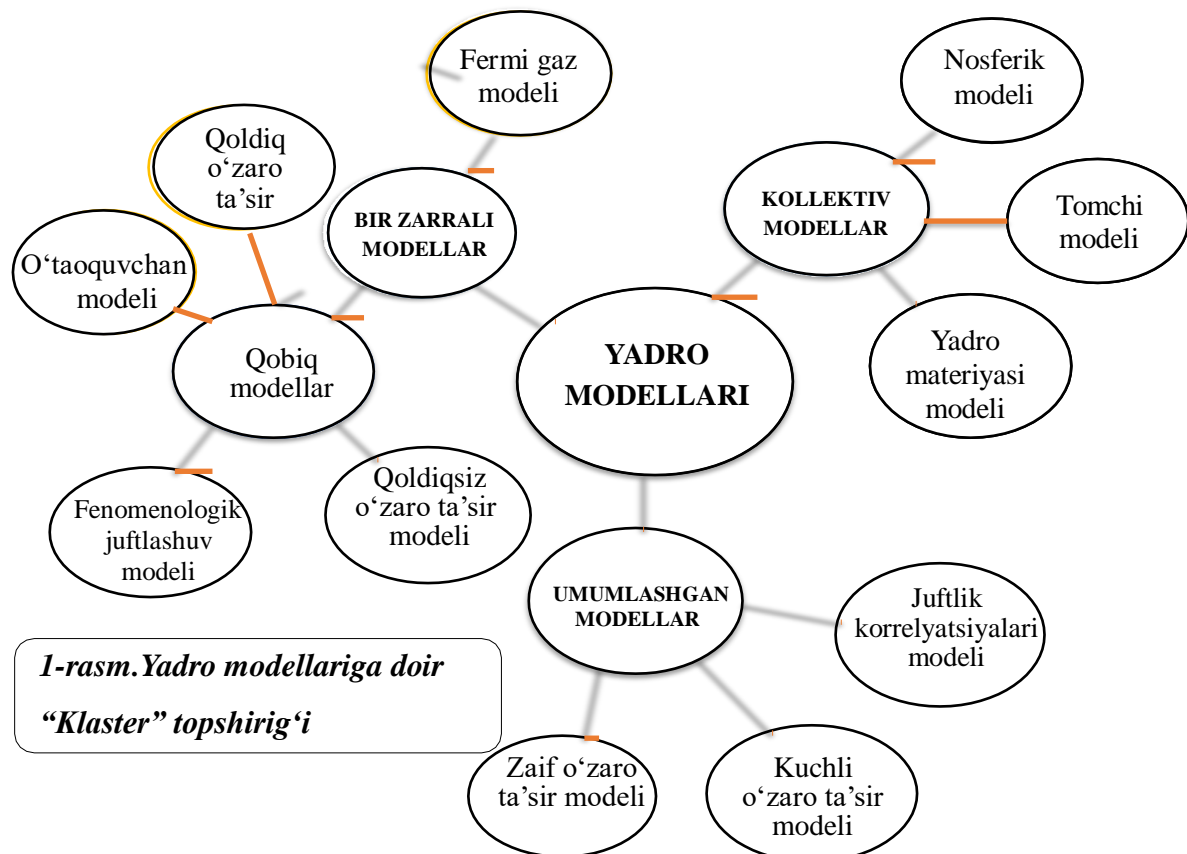 Fermi gaz
modeli
Nosferik
modeli
Qoldiq
o‘zaro
ta’sir
BIR ZARRALI
MODELLAR
KOLLEKTIV
MODELLAR
Tomchi
modeli
O‘taoquvchan
modeli
Qobiq
modellar
YADRO
MODELLARI
Yadro
materiyasi
modeli
Fenomenologik
juftlashuv
modeli
Qoldiqsiz
o‘zaro ta’sir
modeli
UMUMLASHGAN
MODELLAR
Juftlik
korrelyatsiyalari
modeli
1-rasm.Yadro modellariga doir
“Klaster” topshirig‘i
Zaif o‘zaro
ta’sir modeli
Kuchli
o‘zaro ta’sir
modeli